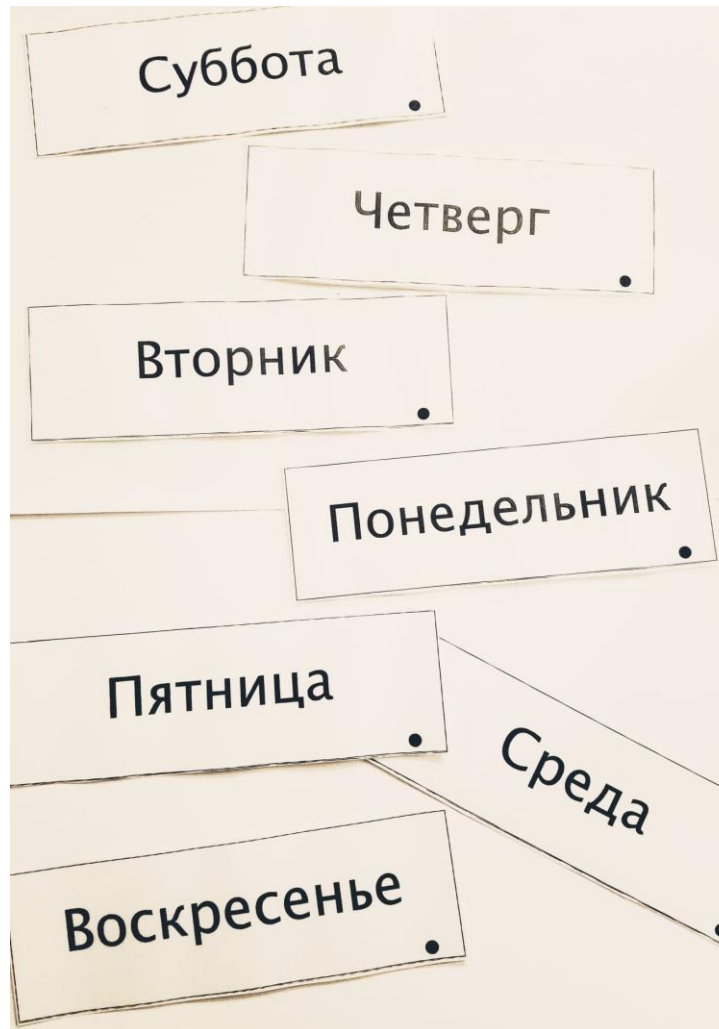 Суббота
Четверг
Вторник
Понедельник
Пятница
Среда
Воскресенье